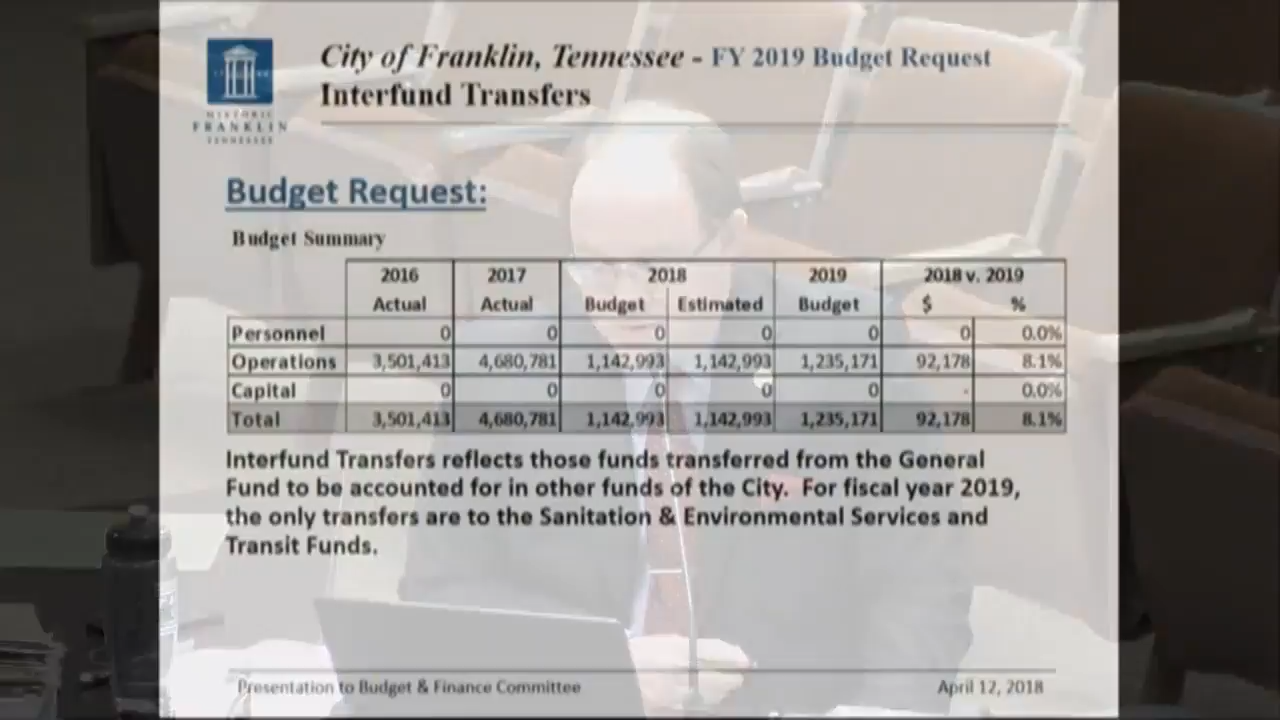 City of Franklin, Tennessee - FY 2019 Budget Request
Interfund Transfers
HISTORIC
FRANKLIN
TENNESSEE
Budget Request:
Budget Summary
2016 2017 2018 2019 2018 v. 2019
Actual Actual Budget Estimated Budget $ %
Personnel 0 0 0 0 0 0 0.0%
Operations 3,501,413 4,680,781 1,142,993 1,142,993 1,235,171 92,178 8.1%
Capital 0 0 0 0 0 - 0.0%
Total 3,501,413 4,680,781 1,142,993 1,142,993 1,235,171 92,178 8.1%
Interfund Transfers reflects those funds transferred from the General
Fund to be accounted for in other funds of the City. For fiscal year 2019,
the only transfers are to the Sanitation & Environmental Services and
Transit Funds.
Presentation to Budget & Finance Committee
April 12, 2018